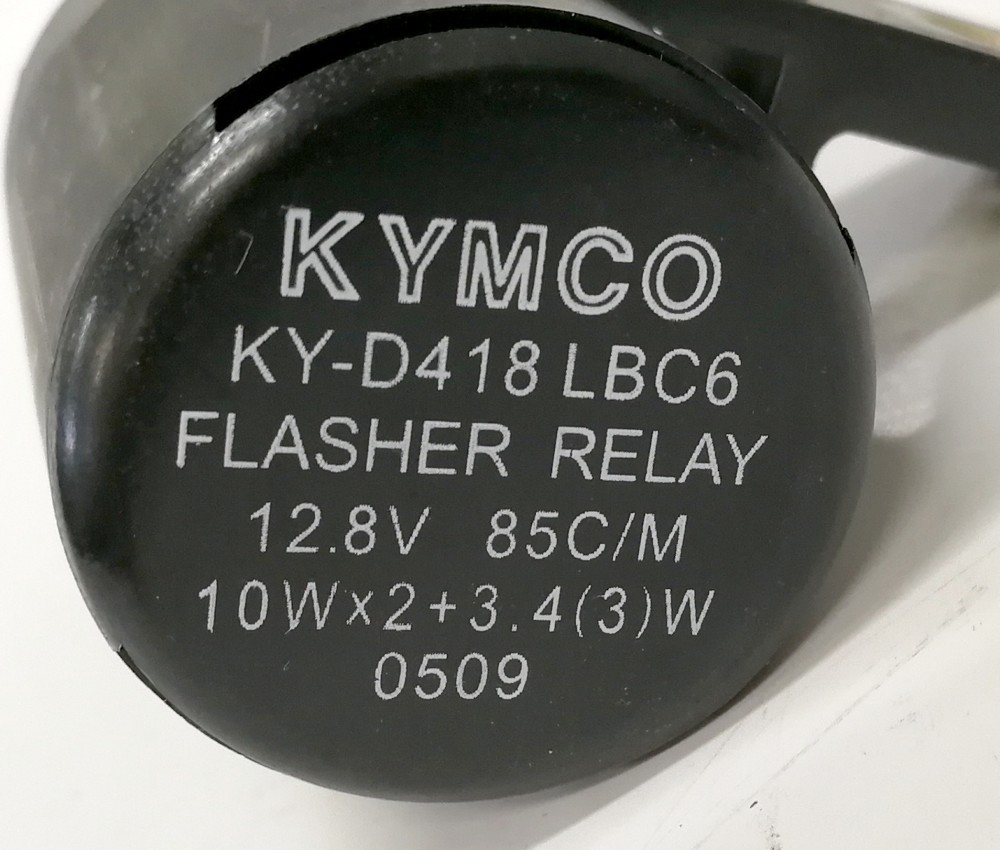 KYMCO
KY-D418 LBC6
FLASHER RELAY
12.8V 85C/M
10W×2+3.4(3)W
0509